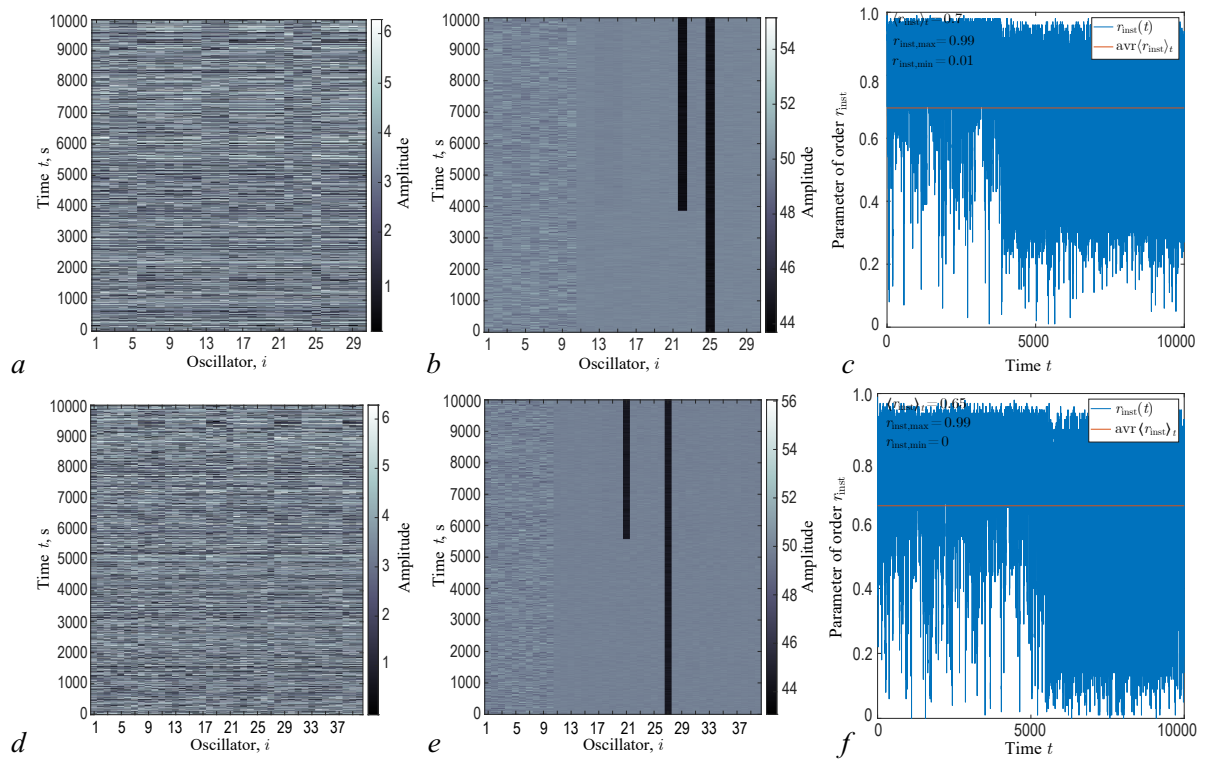 10000
9000
8000
7000
6000
5000
4000
3000
2000
1000
0
Time t, s
1 5 9 13 17 21 25 29
Oscillator, i
6
5
4
3
2
1
Amplitude
a
10000
9000
8000
7000
6000
5000
4000
3000
2000
1000
0
Time t, s
1 5 9 13 17 21 25 29
Oscillator, i
54
52
50
48
46
44
Amplitude
b
1.0
0.8
0.6
0.4
0.2
0
Parameter of order r_inst
r_inst,max = 0.99
r_inst,min = 0.01
r_inst(t)
avr⟨r_inst⟩_t
0 5000 10000
Time t
c
10000
9000
8000
7000
6000
5000
4000
3000
2000
1000
0
Time t, s
1 5 9 13 17 21 25 29 33 37
Oscillator, i
6
5
4
3
2
1
Amplitude
d
10000
9000
8000
7000
6000
5000
4000
3000
2000
1000
0
Time t, s
1 5 9 13 17 21 25 29 33 37
Oscillator, i
56
54
52
50
48
46
44
Amplitude
e
1.0
0.8
0.6
0.4
0.2
0
Parameter of order r_inst
r_inst,max = 0.99
r_inst,min = 0
r_inst(t)
avr⟨r_inst⟩_t
0 5000 10000
Time t
f